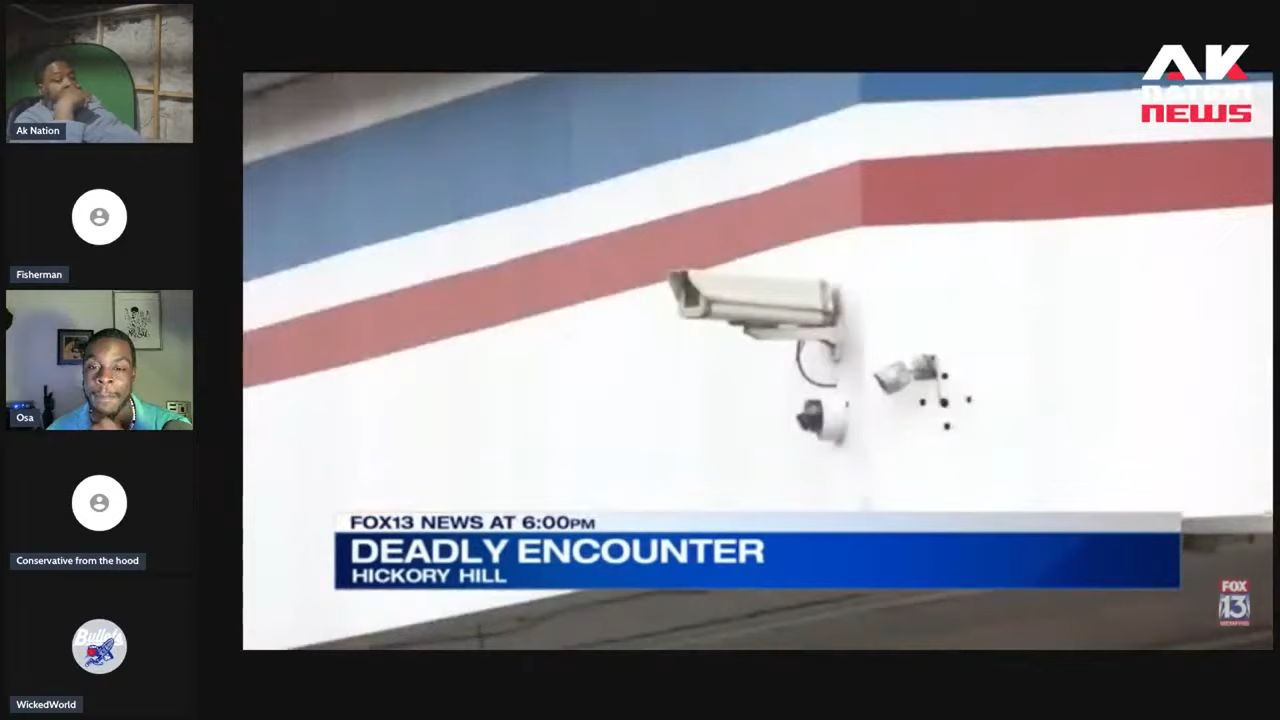 Ak Nation
Fisherman
Osa
Conservative from the hood
Bullets
WickedWorld
AK
NATION
NEWS
FOX13 NEWS AT 6:00PM
DEADLY ENCOUNTER
HICKORY HILL
FOX
13